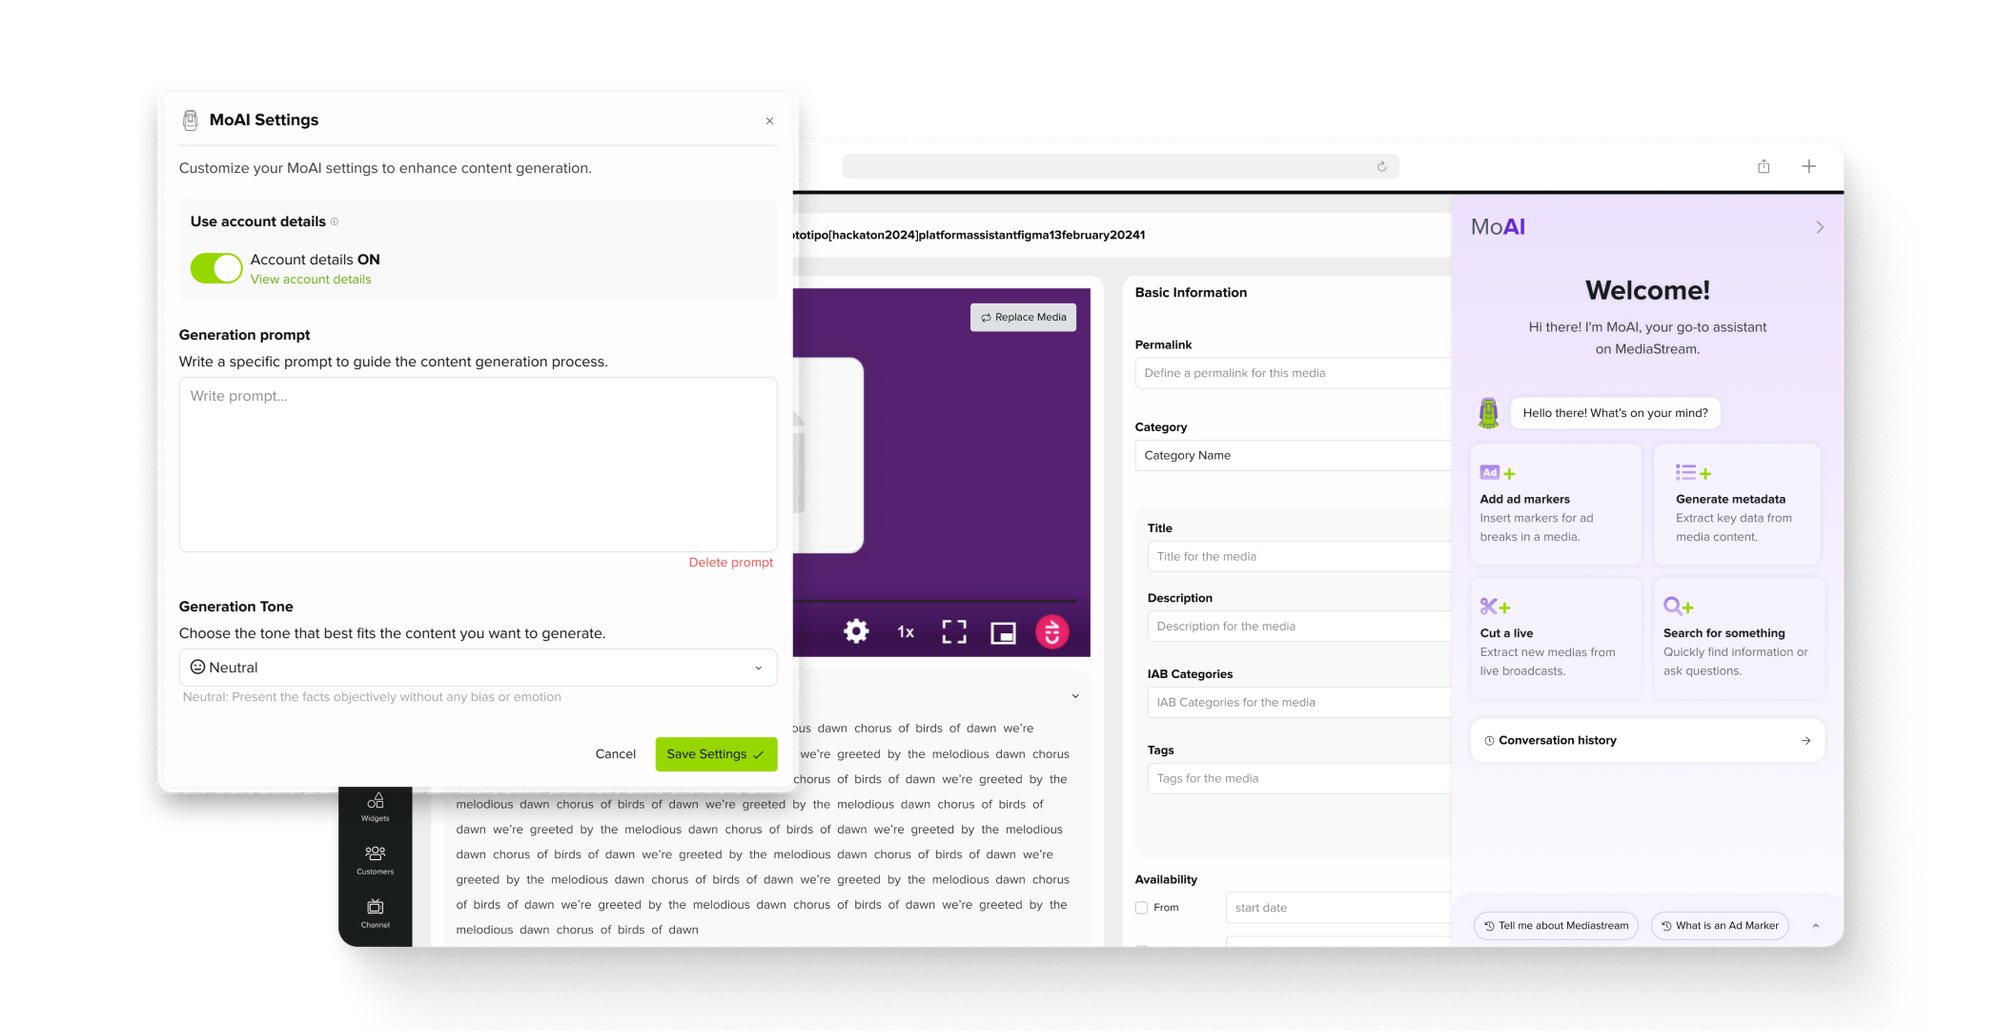 MoAI Settings
Customize your MoAI settings to enhance content generation.
Use account details
Account details ON
View account details
Generation prompt
Write a specific prompt to guide the content generation process.
Write prompt...
Delete prompt
Generation Tone
Choose the tone that best fits the content you want to generate.
Neutral
Neutral: Present the facts objectively without any bias or emotion
Cancel
Save Settings
Widgets
Customers
Channel
ototipo[hackaton2024]platformassistantfigma13february20241
Replace Media
1x
ous dawn chorus of birds of dawn we're
we're greeted by the melodious dawn chorus
chorus of birds of dawn we're greeted by the
melodious dawn chorus of birds of dawn we're greeted by the melodious dawn chorus of birds of
dawn we're greeted by the melodious dawn chorus of birds of dawn we're greeted by the melodious
dawn chorus of birds of dawn we're greeted by the melodious dawn chorus of birds of dawn we're
greeted by the melodious dawn chorus of birds of dawn we're greeted by the melodious dawn chorus
of birds of dawn we're greeted by the melodious dawn chorus of birds of dawn we're greeted by the
melodious dawn chorus of birds of dawn
Basic Information
Permalink
Define a permalink for this media
Category
Category Name
Title
Title for the media
Description
Description for the media
IAB Categories
IAB Categories for the media
Tags
Tags for the media
Availability
From
start date
MoAI
Welcome!
Hi there! I'm MoAI, your go-to assistant
on MediaStream.
Hello there! What's on your mind?
Ad
Add ad markers
Insert markers for ad
breaks in a media.
Generate metadata
Extract key data from
media content.
Cut a live
Extract new medias from
live broadcasts.
Search for something
Quickly find information or
ask questions.
Conversation history
Tell me about Mediastream
What is an Ad Marker